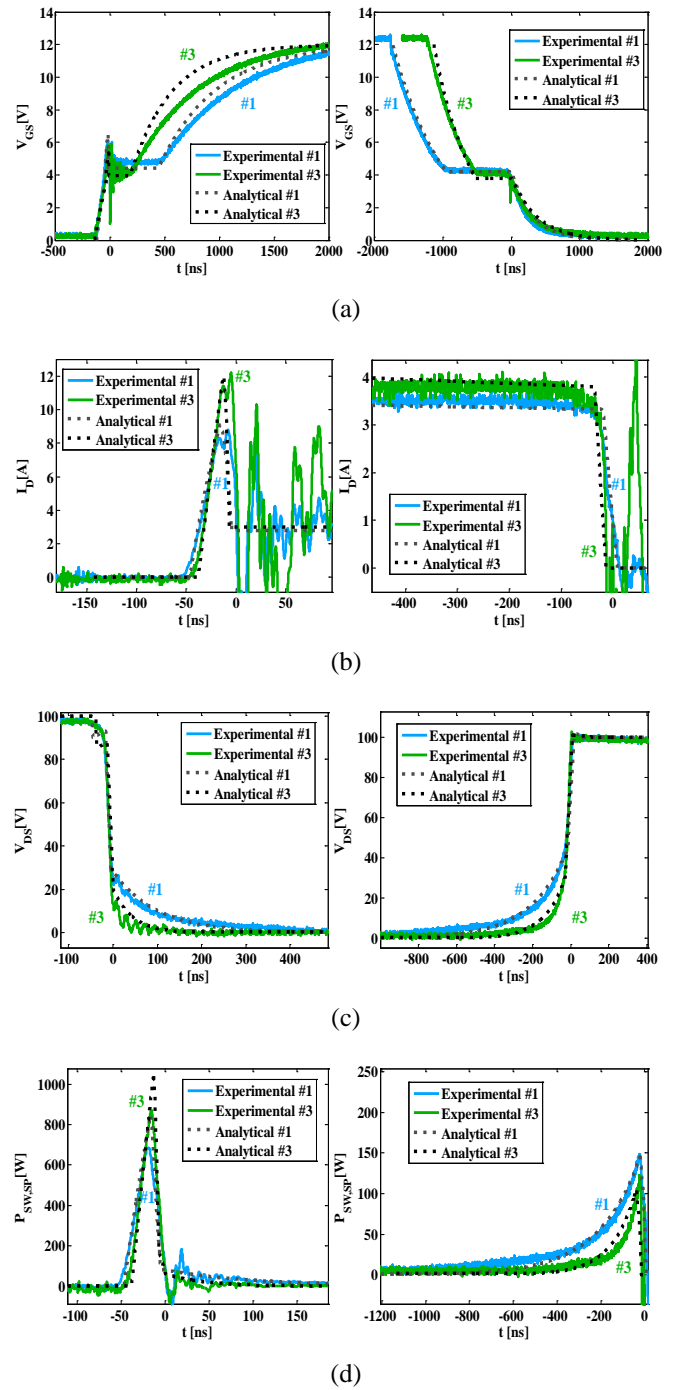 14
12
10
8
6
4
2
0
V_GS[V]
#3
#1
Experimental #1
Experimental #3
Analytical #1
Analytical #3
-500 0 500 1000 1500 2000
t [ns]
14
12
10
8
6
4
2
0
V_GS[V]
Experimental #1
Experimental #3
Analytical #1
Analytical #3
#1
#3
-2000 -1000 0 1000 2000
t [ns]
(a)
12
10
8
6
4
2
0
I_D[A]
Experimental #1
Experimental #3
Analytical #1
Analytical #3
#3
#1
-150 -100 -50 0 50
t [ns]
4
3
2
1
0
I_D[A]
Experimental #1
Experimental #3
Analytical #1
Analytical #3
#1
#3
-400 -300 -200 -100 0
t [ns]
(b)
100
80
60
40
20
0
V_DS[V]
Experimental #1
Experimental #3
Analytical #1
Analytical #3
#1
#3
-100 0 100 200 300 400
t [ns]
100
80
60
40
20
0
V_DS[V]
Experimental #1
Experimental #3
Analytical #1
Analytical #3
#1
#3
-1000 -800 -600 -400 -200 0 200 400
t [ns]
(c)
1000
800
600
400
200
0
P_SW,SP[W]
Experimental #1
Experimental #3
Analytical #1
Analytical #3
#3
#1
-100 -50 0 50 100 150
t [ns]
250
200
150
100
50
0
P_SW,SP[W]
Experimental #1
Experimental #3
Analytical #1
Analytical #3
#1
#3
-1200 -1000 -800 -600 -400 -200 0
t [ns]
(d)